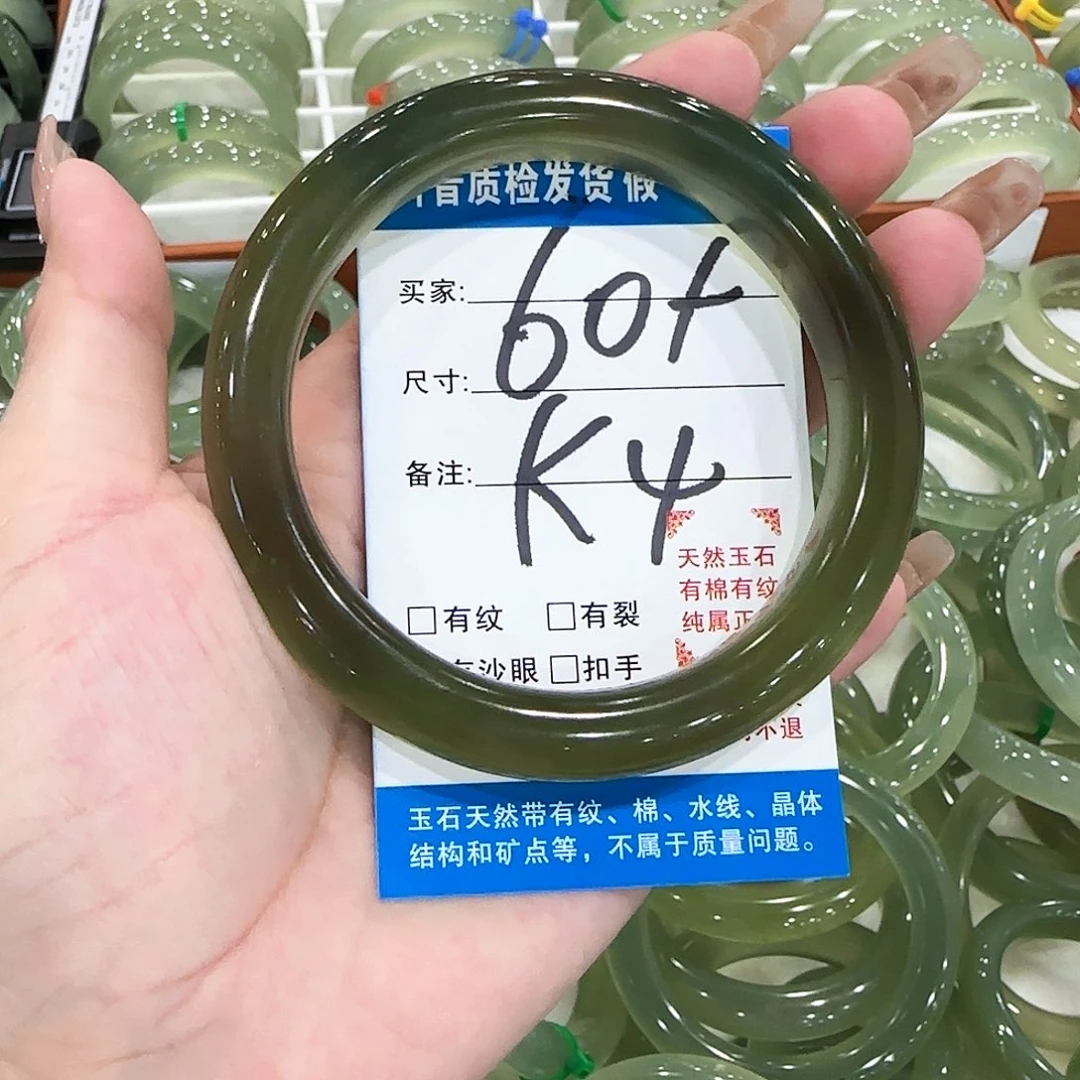 音质检发货 假
买家:
60+
尺寸:
K4
备注:
天然玉石
有棉有纹
纯属正
□有纹 □有裂
沙眼 □扣手
不退
玉石天然带有纹、棉、水线、晶体
结构和矿点等，不属于质量问题。